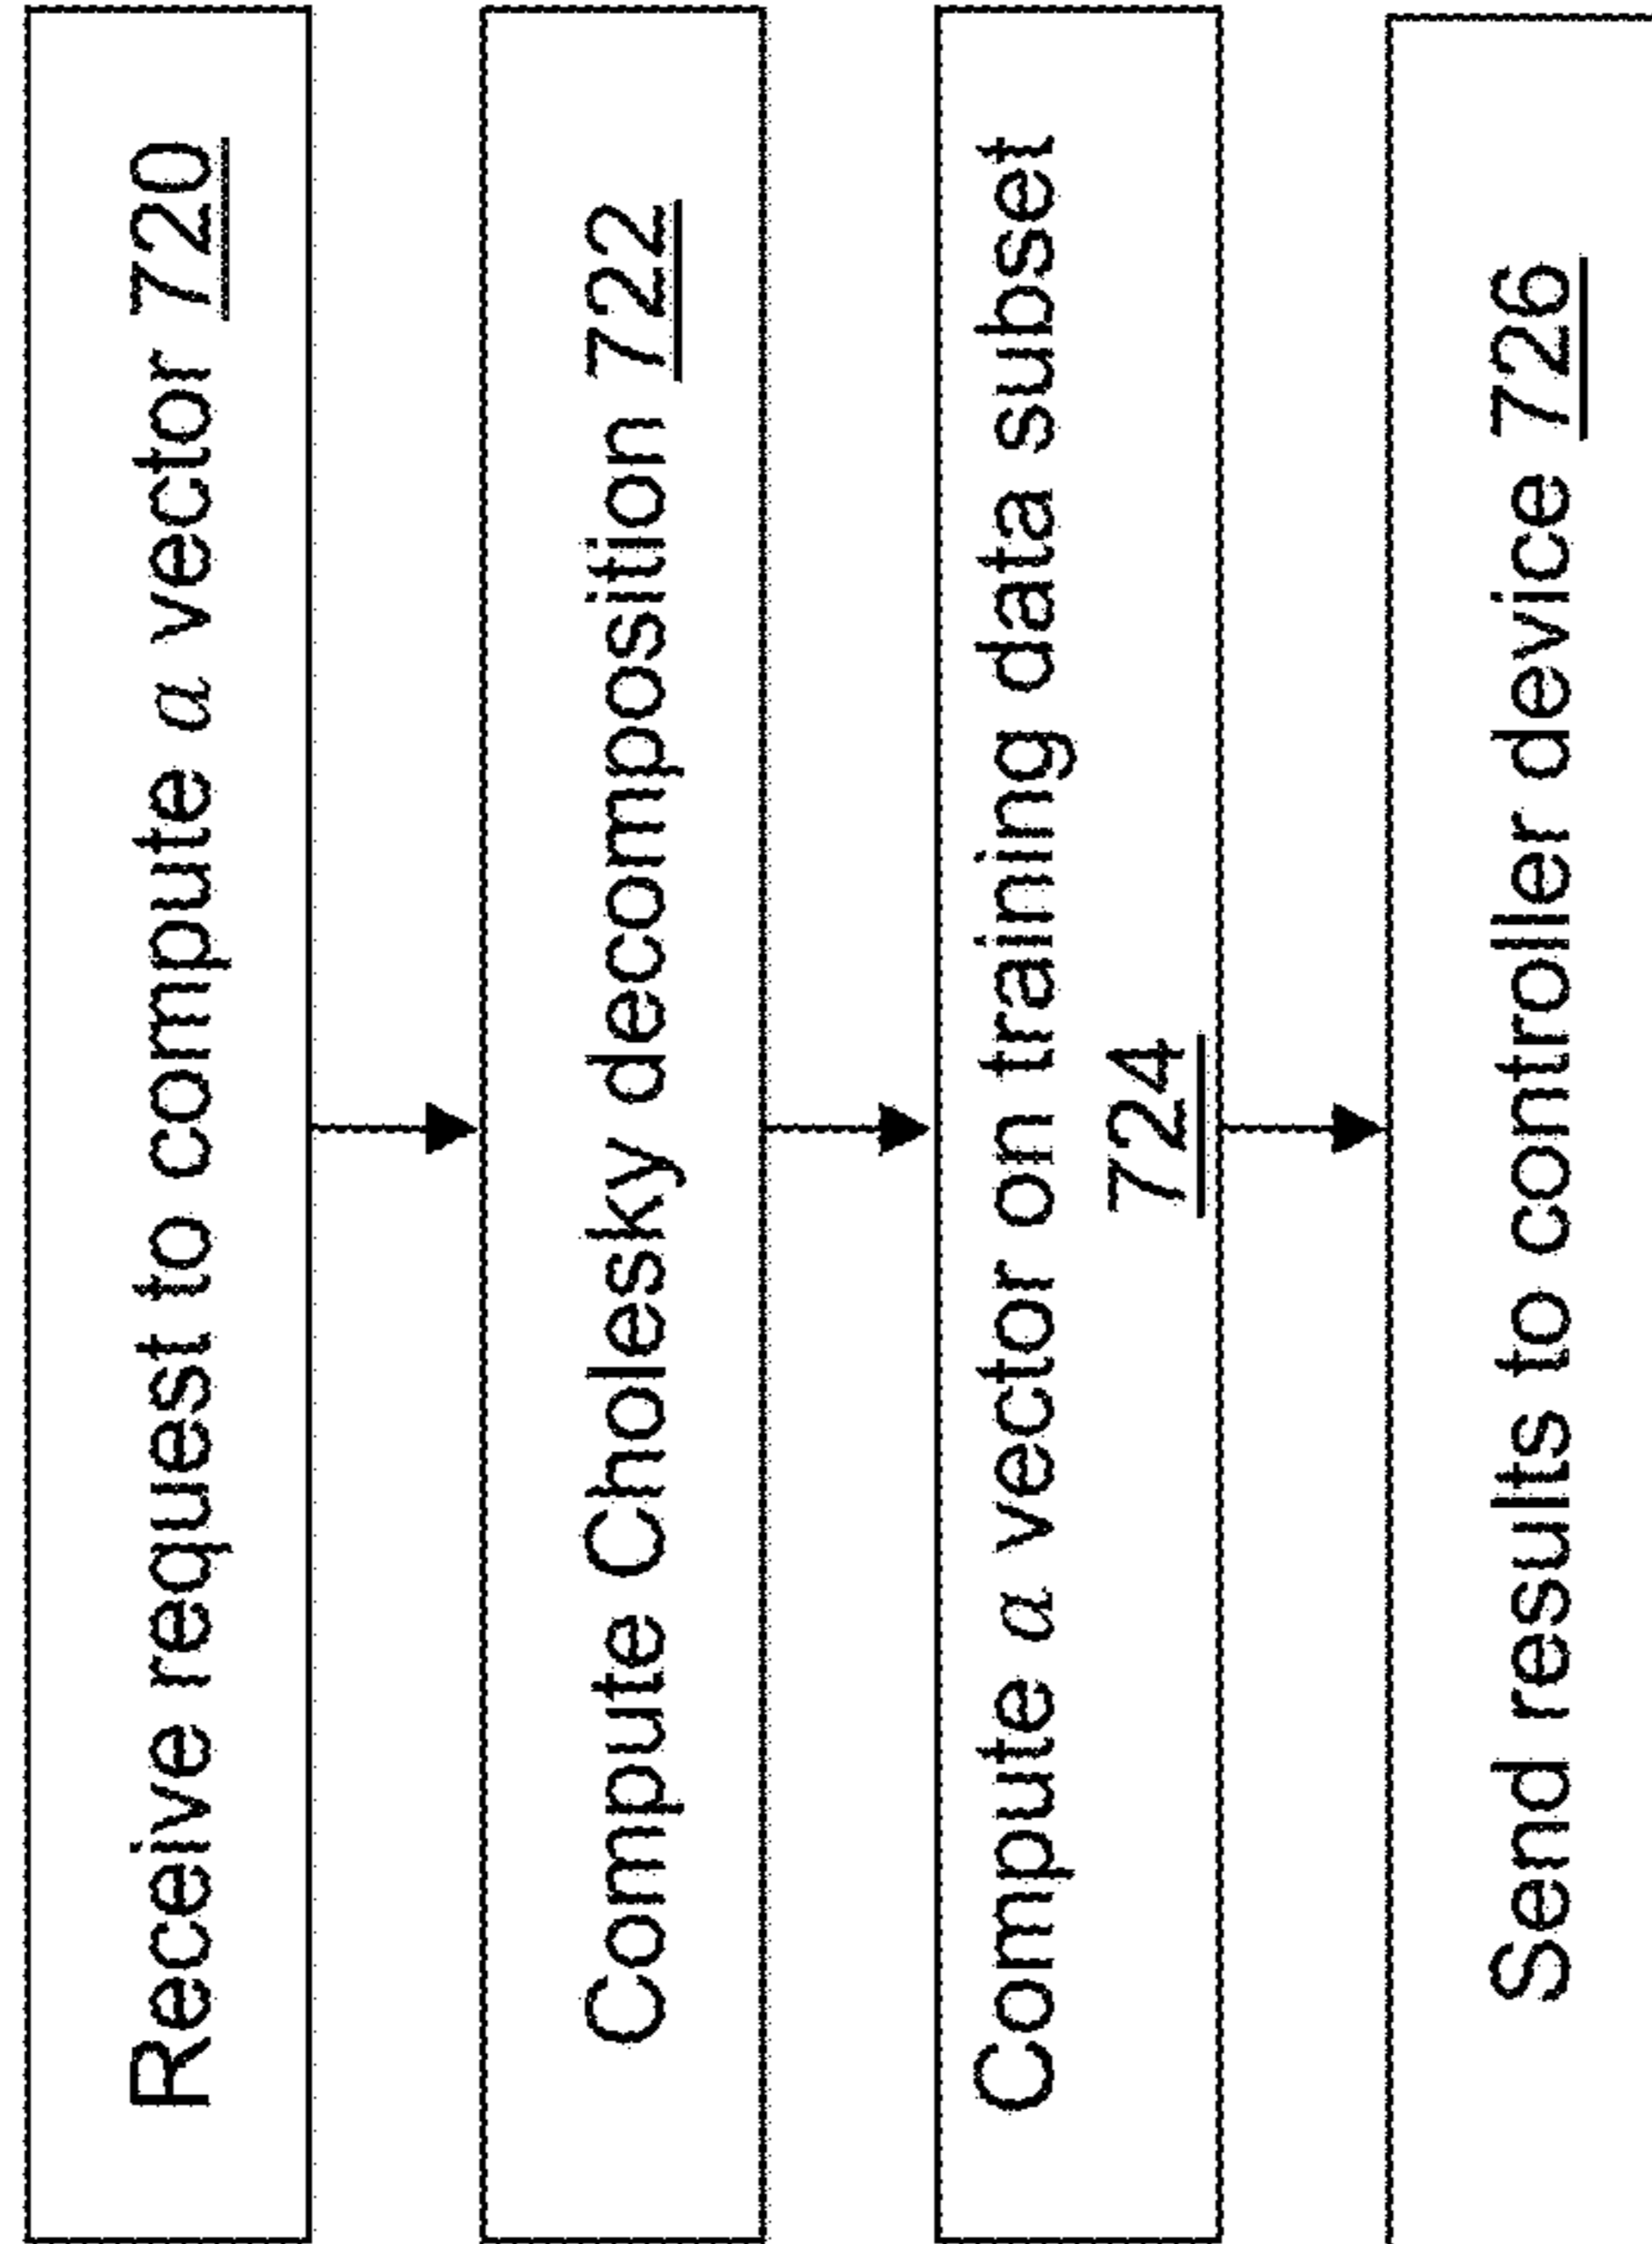 Receive request to compute a vector 720
Compute Cholesky decomposition 722
Compute a vector on training data subset
724
Send results to controller device 726